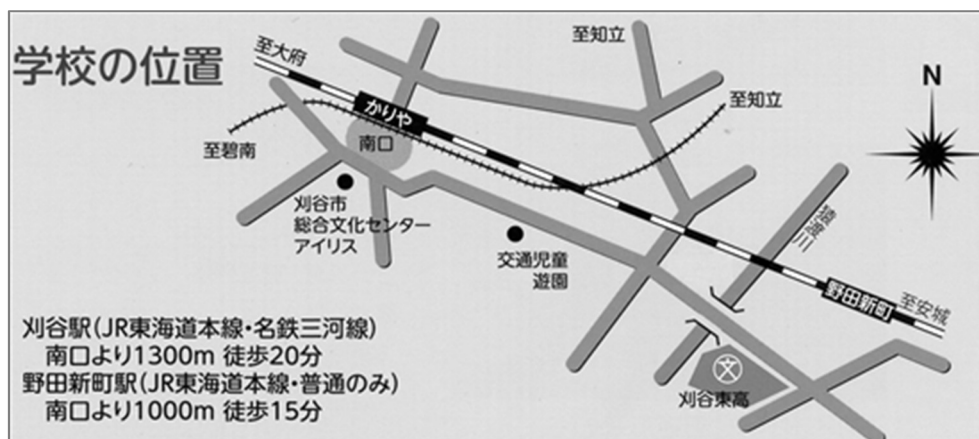 学校の位置
至大府
至知立
N
至知立
かりや
南口
至碧南
刈谷市
総合文化センター
アイリス
交通児童
遊園
猿渡川
野田新町
至安城
刈谷東高
刈谷駅(JR東海道本線・名鉄三河線)
南口より1300m 徒歩20分
野田新町駅(JR東海道本線・普通のみ)
南口より1000m 徒歩15分